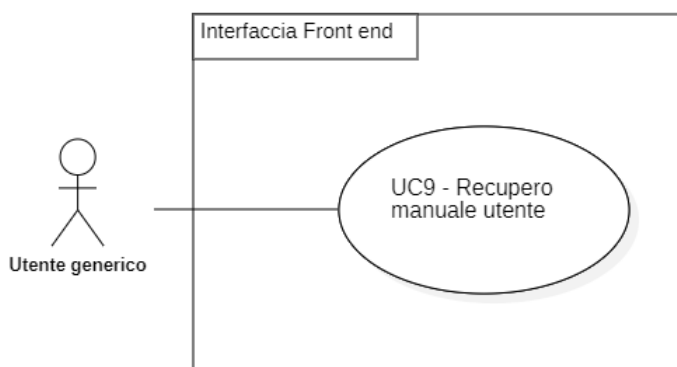 Interfaccia Front end
UC9 - Recupero
manuale utente
Utente generico